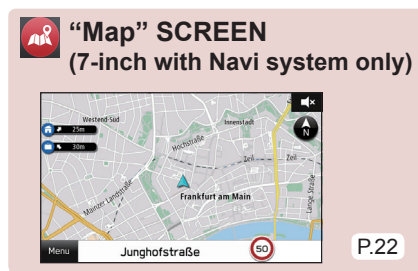 “Map” SCREEN
(7-inch with Navi system only)
Westend-Süd
Innenstadt
25m
N
30m
Hochstraße
Zeil
Zeil
Mainzer Landstraße
Frankfurt am Main
Lange Straße
Menu
Junghofstraße
50
P.22